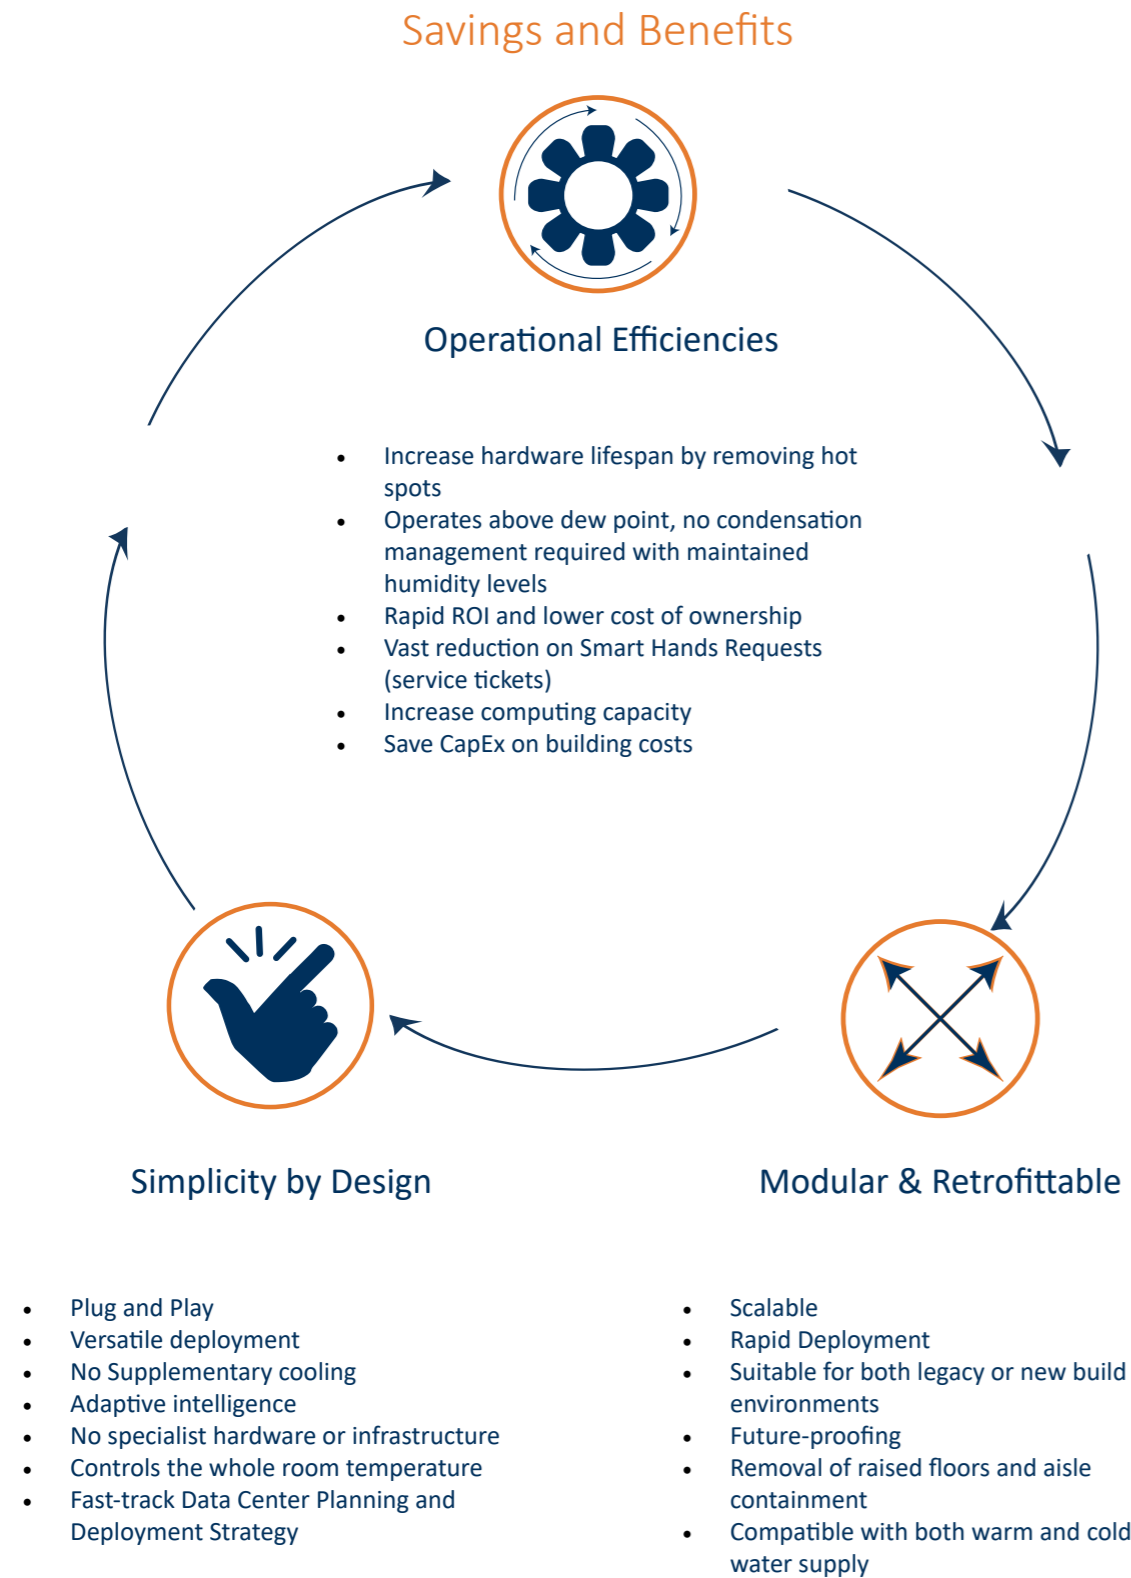 Savings and Benefits
Operational Efficiencies
• Increase hardware lifespan by removing hot
spots
• Operates above dew point, no condensation
management required with maintained
humidity levels
• Rapid ROI and lower cost of ownership
• Vast reduction on Smart Hands Requests
(service tickets)
• Increase computing capacity
• Save CapEx on building costs
Simplicity by Design
• Plug and Play
• Versatile deployment
• No Supplementary cooling
• Adaptive intelligence
• No specialist hardware or infrastructure
• Controls the whole room temperature
• Fast-track Data Center Planning and
Deployment Strategy
Modular & Retrofittable
• Scalable
• Rapid Deployment
• Suitable for both legacy or new build
environments
• Future-proofing
• Removal of raised floors and aisle
containment
• Compatible with both warm and cold
water supply